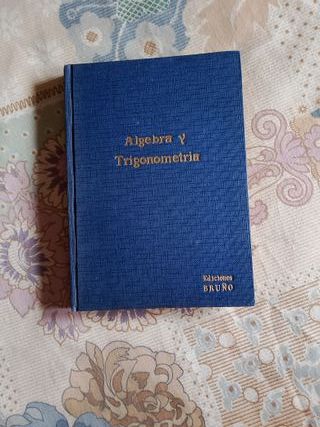 Algebra y
Trigonometria
Ediciones
BRUÑO